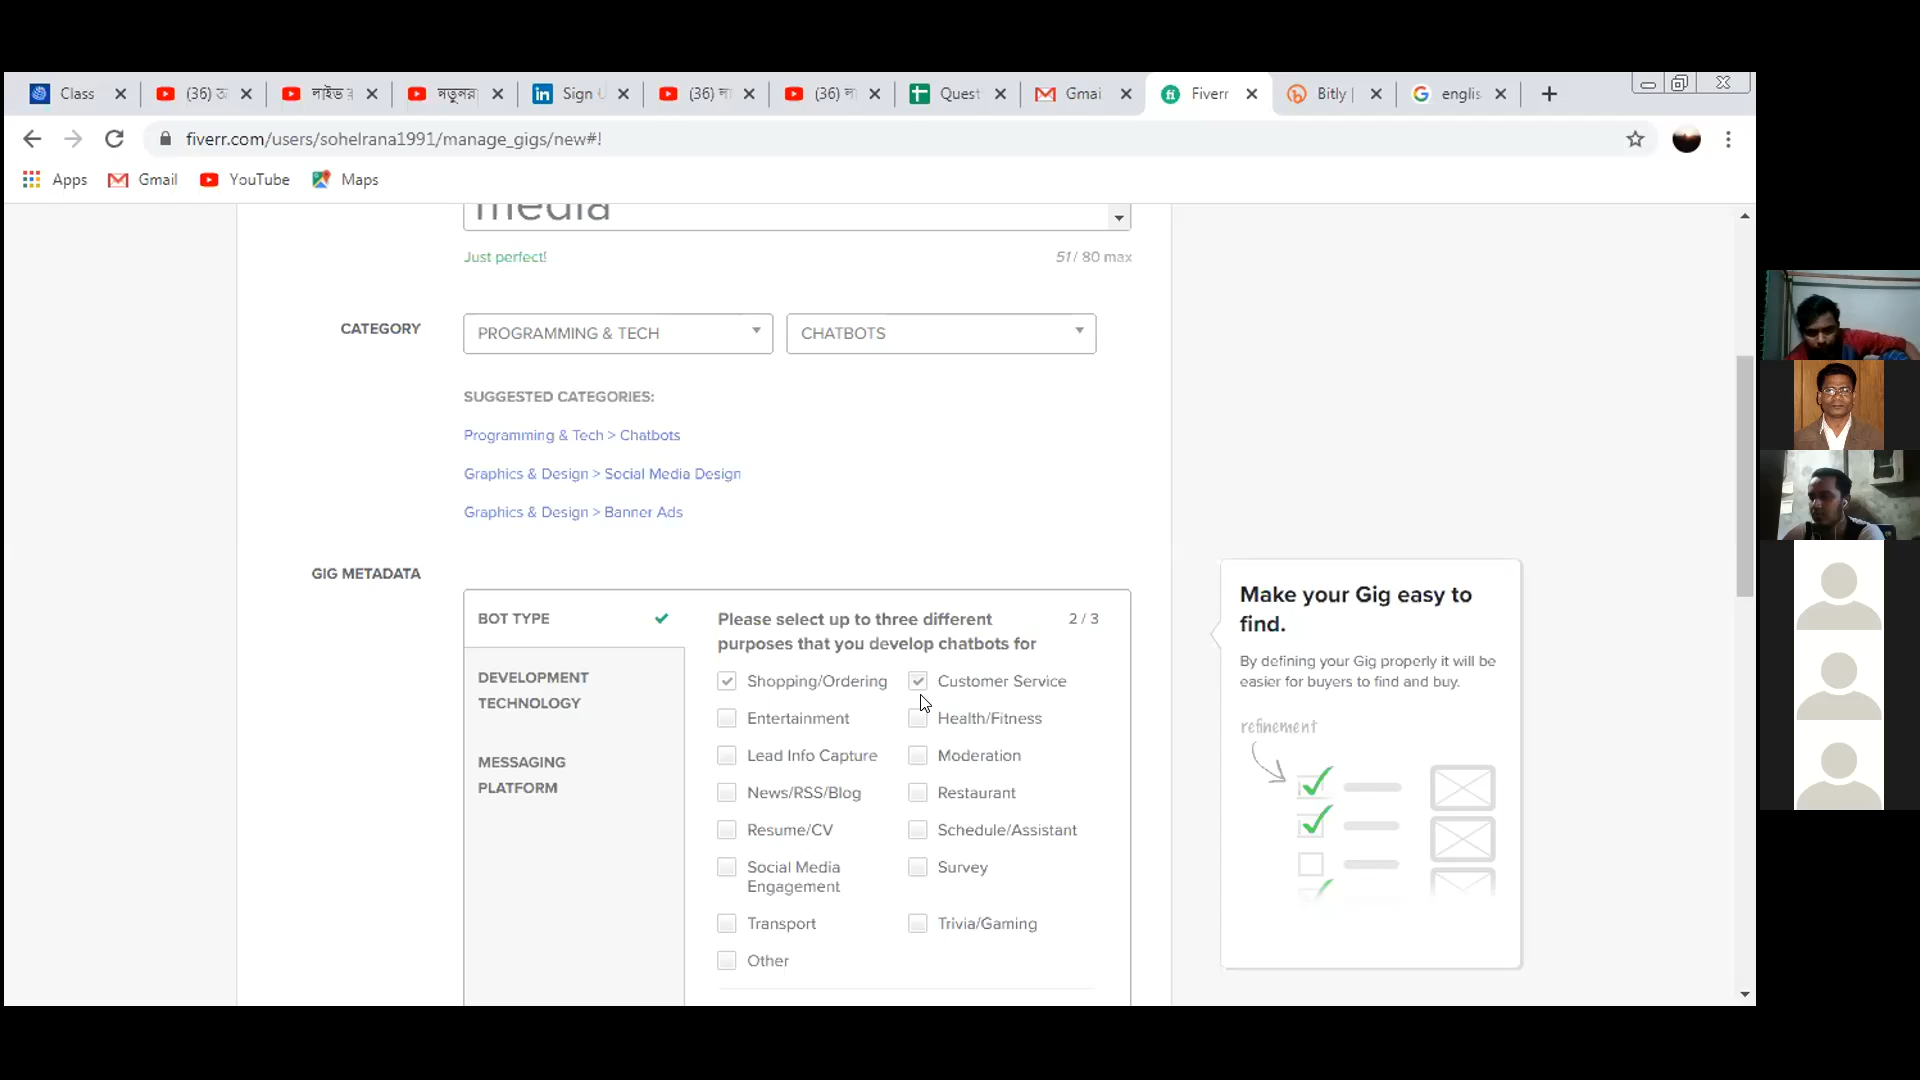 Class
(36) অ
লাইভ
নতুনর
Sign
(36)
(36)
Quest
Gmai
Fiverr
Bitly |
englis
fiverr.com/users/sohelrana1991/manage_gigs/new#!
Apps
Gmail
YouTube
Maps
media
Just perfect!
51/ 80 max
CATEGORY
PROGRAMMING & TECH
CHATBOTS
SUGGESTED CATEGORIES:
Programming & Tech > Chatbots
Graphics & Design > Social Media Design
Graphics & Design > Banner Ads
GIG METADATA
BOT TYPE
DEVELOPMENT
TECHNOLOGY
MESSAGING
PLATFORM
Please select up to three different
purposes that you develop chatbots for
2 / 3
Shopping/Ordering
Customer Service
Entertainment
Health/Fitness
Lead Info Capture
Moderation
News/RSS/Blog
Restaurant
Resume/CV
Schedule/Assistant
Social Media
Engagement
Survey
Transport
Trivia/Gaming
Other
Make your Gig easy to
find.
By defining your Gig properly it will be
easier for buyers to find and buy.
refinement